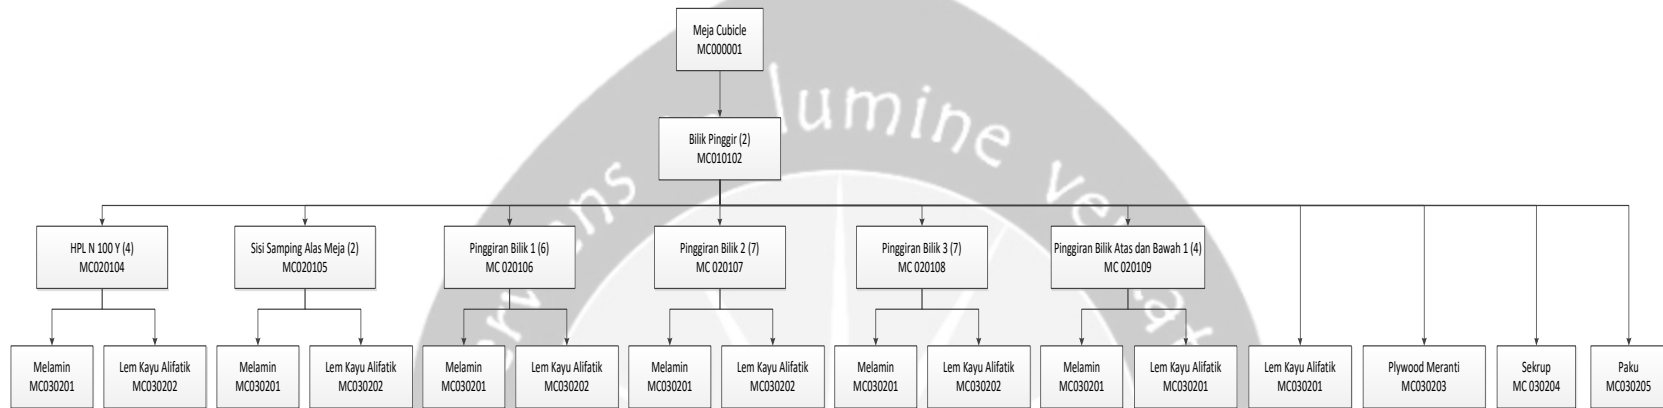 Meja Cubicle
MC000001
Bilik Pinggir (2)
MC010102
HPL N 100 Y (4)
MC020104
Sisi Samping Alas Meja (2)
MC020105
Pinggiran Bilik 1 (6)
MC 020106
Pinggiran Bilik 2 (7)
MC 020107
Pinggiran Bilik 3 (7)
MC 020108
Pinggiran Bilik Atas dan Bawah 1 (4)
MC 020109
Melamin
MC030201
Lem Kayu Alifatik
MC030202
Melamin
MC030201
Lem Kayu Alifatik
MC030202
Melamin
MC030201
Lem Kayu Alifatik
MC030202
Melamin
MC030201
Lem Kayu Alifatik
MC030202
Melamin
MC030201
Lem Kayu Alifatik
MC030202
Melamin
MC030201
Lem Kayu Alifatik
MC030201
Lem Kayu Alifatik
MC030201
Plywood Meranti
MC030203
Sekrup
MC 030204
Paku
MC030205
lumine